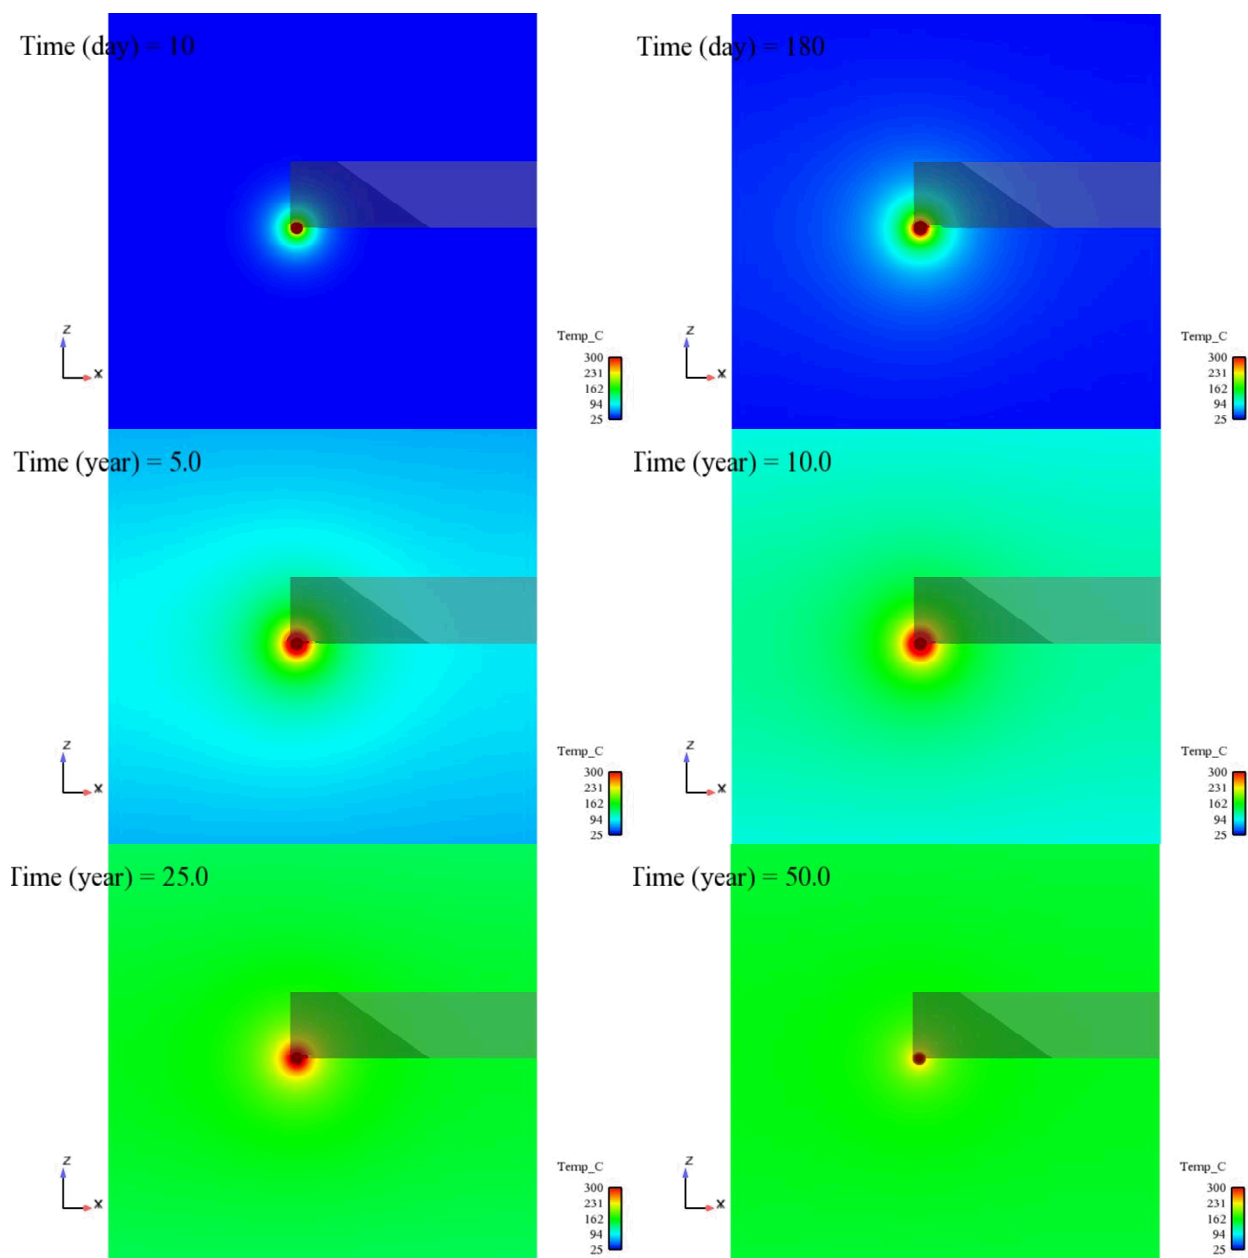 Time (day) = 10
Z
X
Temp_C
300
231
162
94
25
Time (day) = 180
Z
X
Temp_C
300
231
162
94
25
Time (year) = 5.0
Z
X
Temp_C
300
231
162
94
25
Time (year) = 10.0
Z
X
Temp_C
300
231
162
94
25
Time (year) = 25.0
Z
X
Temp_C
300
231
162
94
25
Time (year) = 50.0
Z
X
Temp_C
300
231
162
94
25